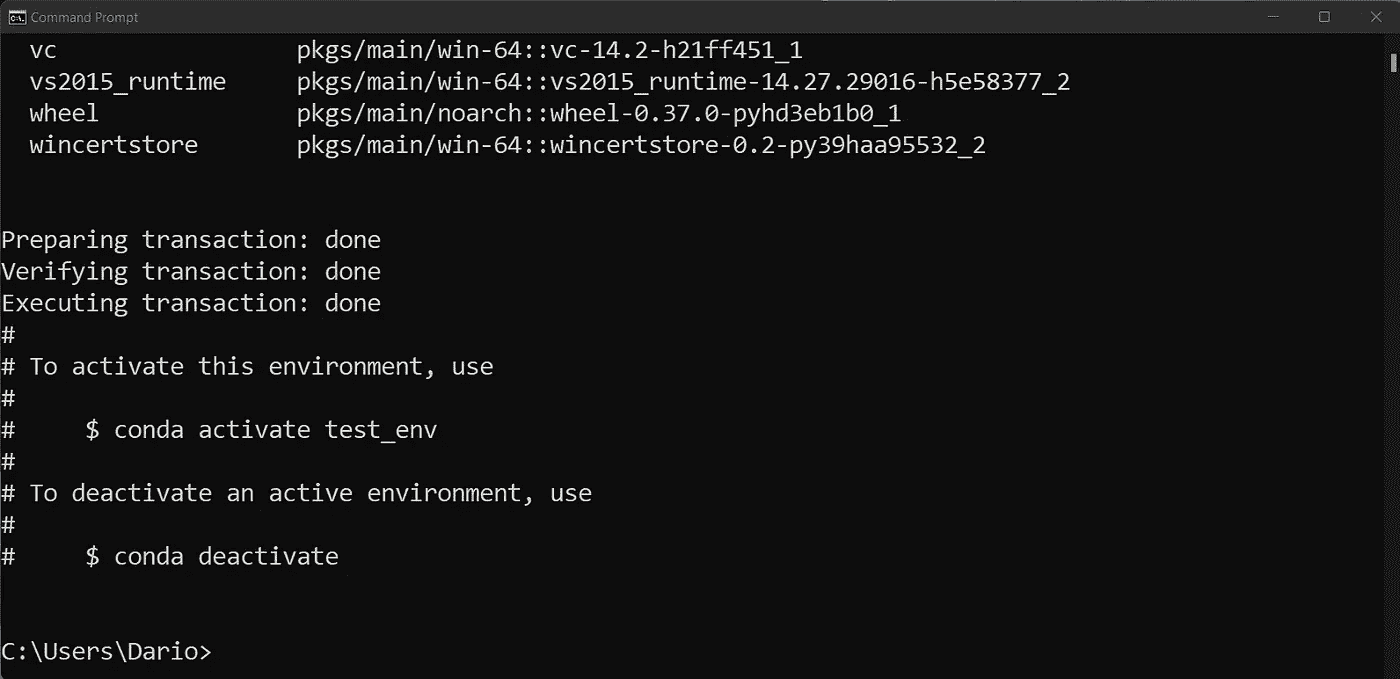 Command Prompt
vc pkgs/main/win-64::vc-14.2-h21ff451_1
vs2015_runtime pkgs/main/win-64::vs2015_runtime-14.27.29016-h5e58377_2
wheel pkgs/main/noarch::wheel-0.37.0-pyhd3eb1b0_1
wincertstore pkgs/main/win-64::wincertstore-0.2-py39haa95532_2
Preparing transaction: done
Verifying transaction: done
Executing transaction: done
#
# To activate this environment, use
#
#     $ conda activate test_env
#
# To deactivate an active environment, use
#
#     $ conda deactivate
C:\Users\Dario>